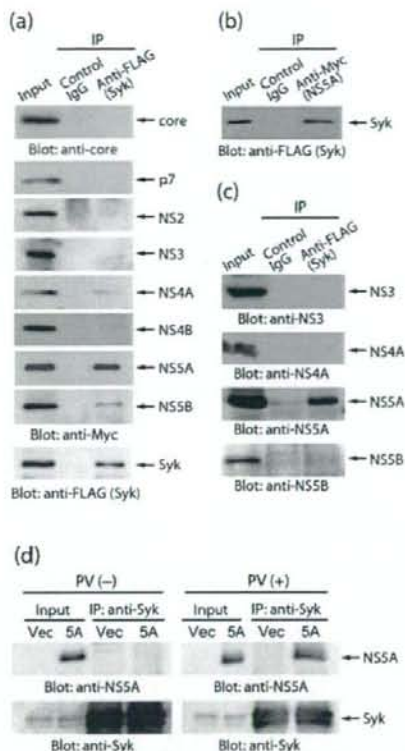 (a)
IP
Input
Control IgG
Anti-FLAG (Syk)
core
Blot: anti-core
p7
NS2
NS3
NS4A
NS4B
NS5A
NS5B
Blot: anti-Myc
Syk
Blot: anti-FLAG (Syk)
(b)
IP
Input
Control IgG
Anti-Myc (NS5A)
Syk
Blot: anti-FLAG (Syk)
(c)
IP
Input
Control IgG
Anti-FLAG (Syk)
NS3
Blot: anti-NS3
NS4A
Blot: anti-NS4A
NS5A
Blot: anti-NS5A
NS5B
Blot: anti-NS5B
(d)
PV (–) PV (+)
Input IP: anti-Syk Input IP: anti-Syk
Vec 5A Vec 5A Vec 5A Vec 5A
NS5A
Blot: anti-NS5A Blot: anti-NS5A
Syk
Blot: anti-Syk Blot: anti-Syk